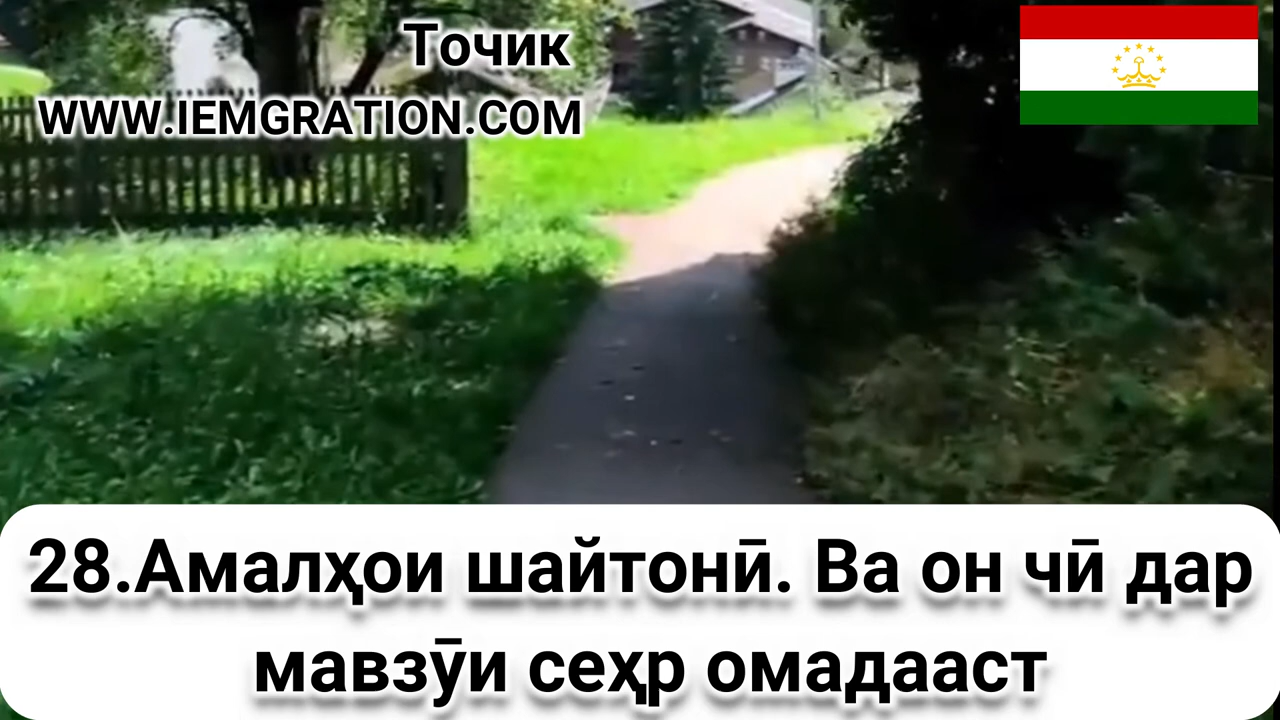 Точик
WWW.IEMGRATION.COM
28.Амалҳои шайтонӣ. Ва он чӣ дар
мавзӯи сеҳр омадааст